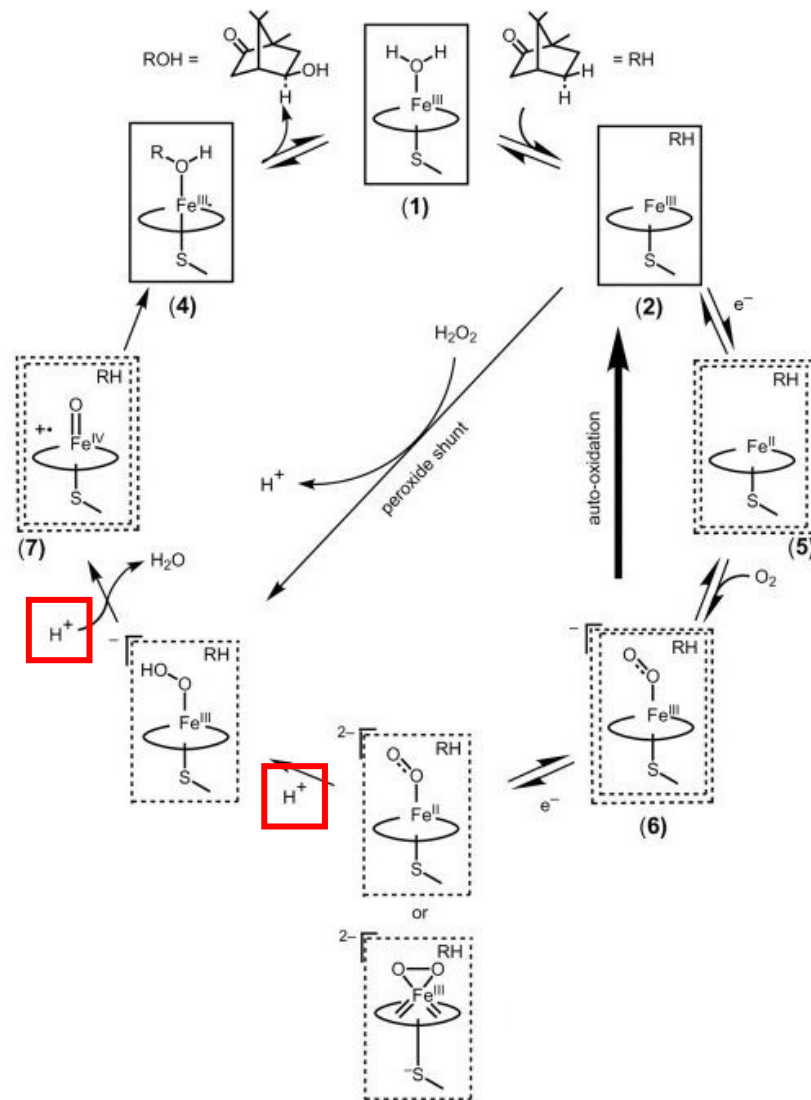 ROH =
O
OH
H
H
O
H
Fe^III
S
(1)
O
H
H
= RH
R
O
H
Fe^III•
S
(4)
RH
Fe^III
S
(2)
e–
H2O2
H+
peroxide shunt
auto-oxidation
RH
O
+•
Fe^IV
S
(7)
RH
Fe^II
S
(5)
H2O
H+
O2
–
RH
HO
O
Fe^III
S
H+
2–
RH
O
O
Fe^II
S
e–
–
RH
O
O
Fe^III
S
(6)
or
2–
RH
O
O
Fe^III
–S